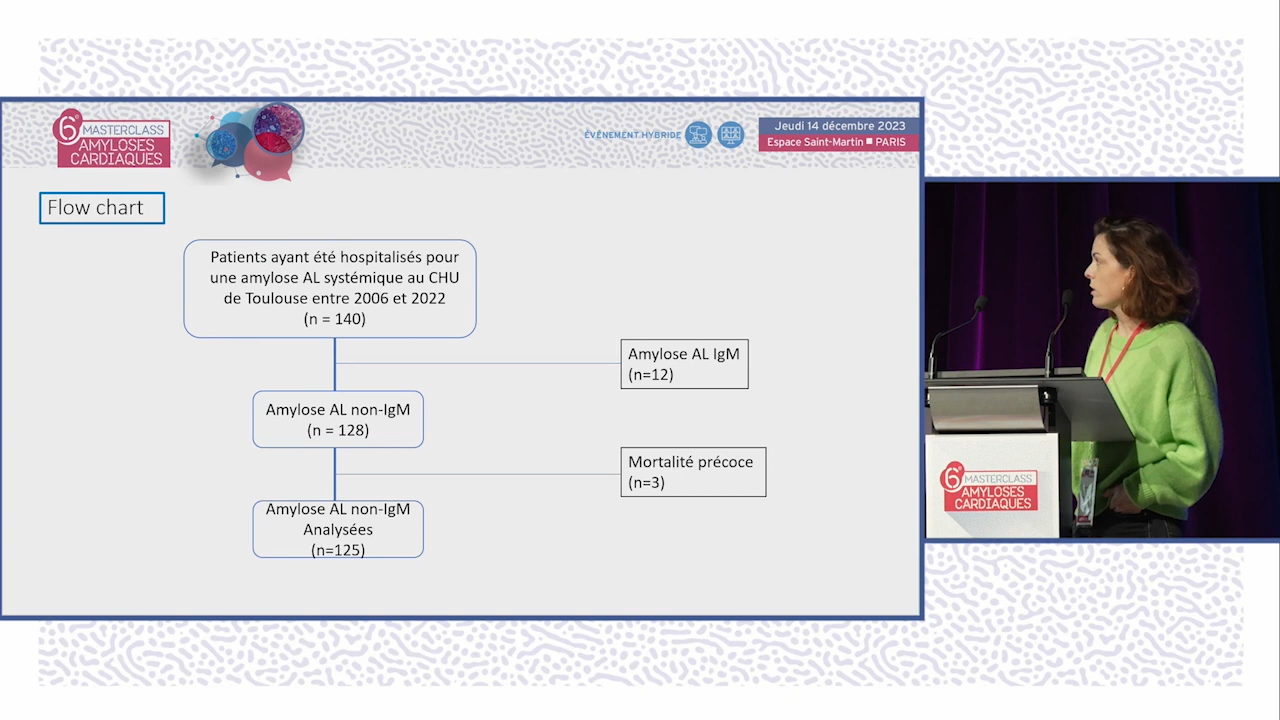 6e
MASTERCLASS
AMYLOSES
CARDIAQUES
ÉVÉNEMENT HYBRIDE
Jeudi 14 décembre 2023
Espace Saint-Martin ■ PARIS
Flow chart
Patients ayant été hospitalisés pour
une amylose AL systémique au CHU
de Toulouse entre 2006 et 2022
(n = 140)
Amylose AL IgM
(n=12)
Amylose AL non-IgM
(n = 128)
Mortalité précoce
(n=3)
Amylose AL non-IgM
Analysées
(n=125)
6e
MASTERCLASS
AMYLOSES
CARDIAQUES